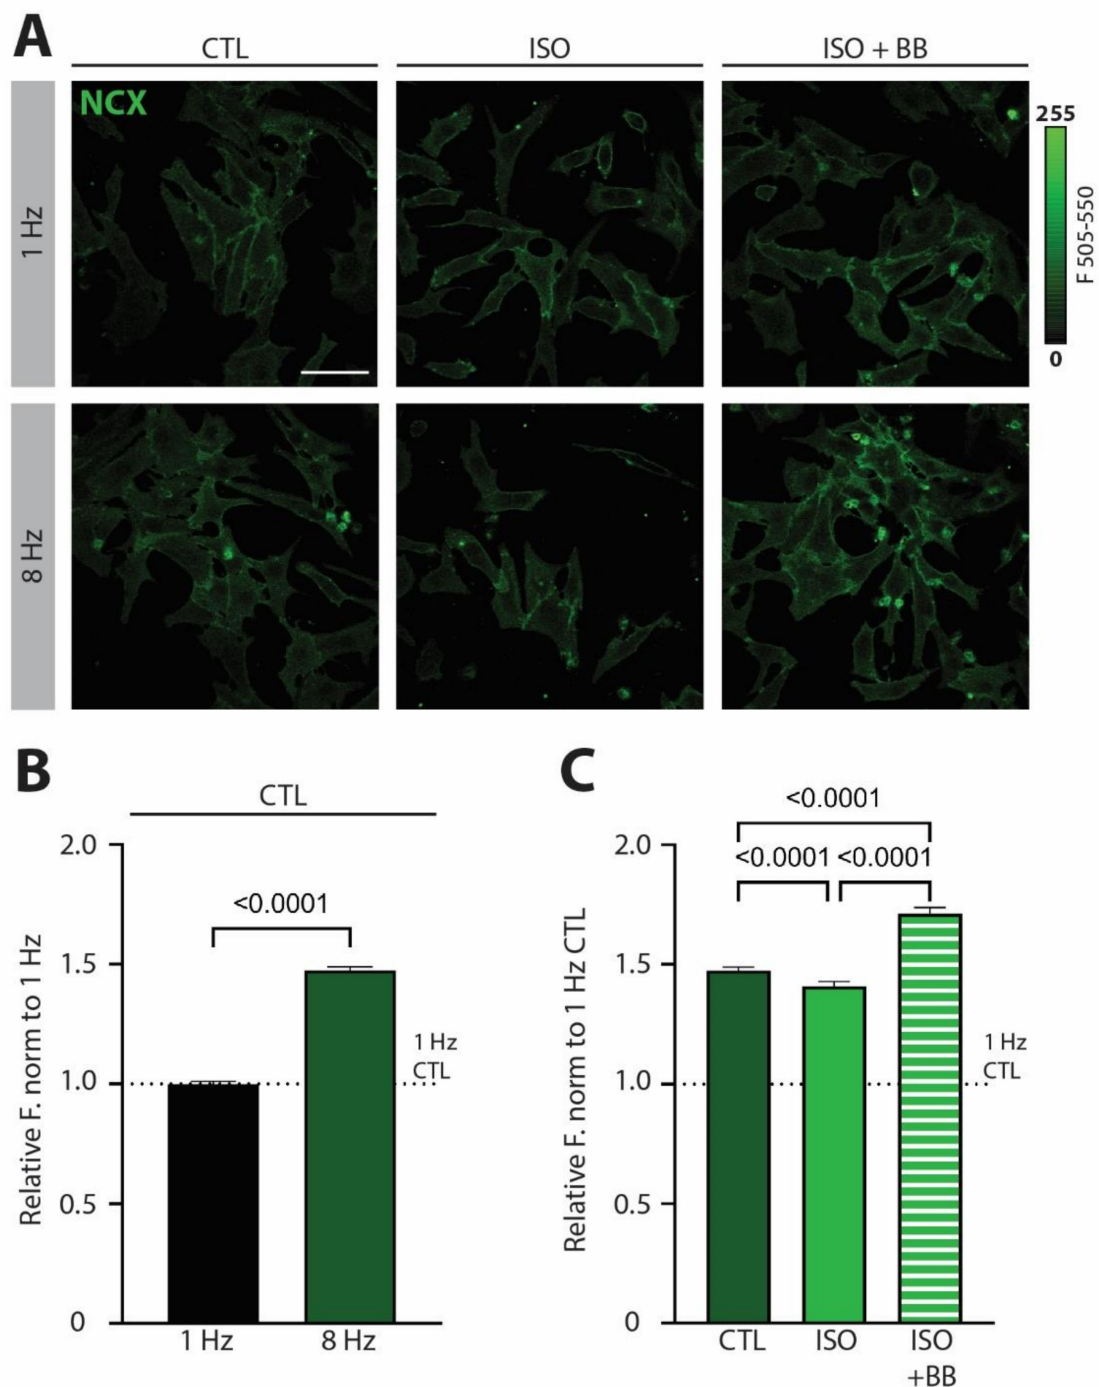 A
CTL
ISO
ISO + BB
NCX
1 Hz
8 Hz
255
F 505-550
0
B
CTL
2.0
<0.0001
1.5
1 Hz
CTL
1.0
0.5
0
Relative F. norm to 1 Hz
1 Hz
8 Hz
C
<0.0001
2.0
<0.0001
<0.0001
1.5
1 Hz
CTL
1.0
0.5
0
Relative F. norm to 1 Hz CTL
CTL
ISO
ISO
+BB